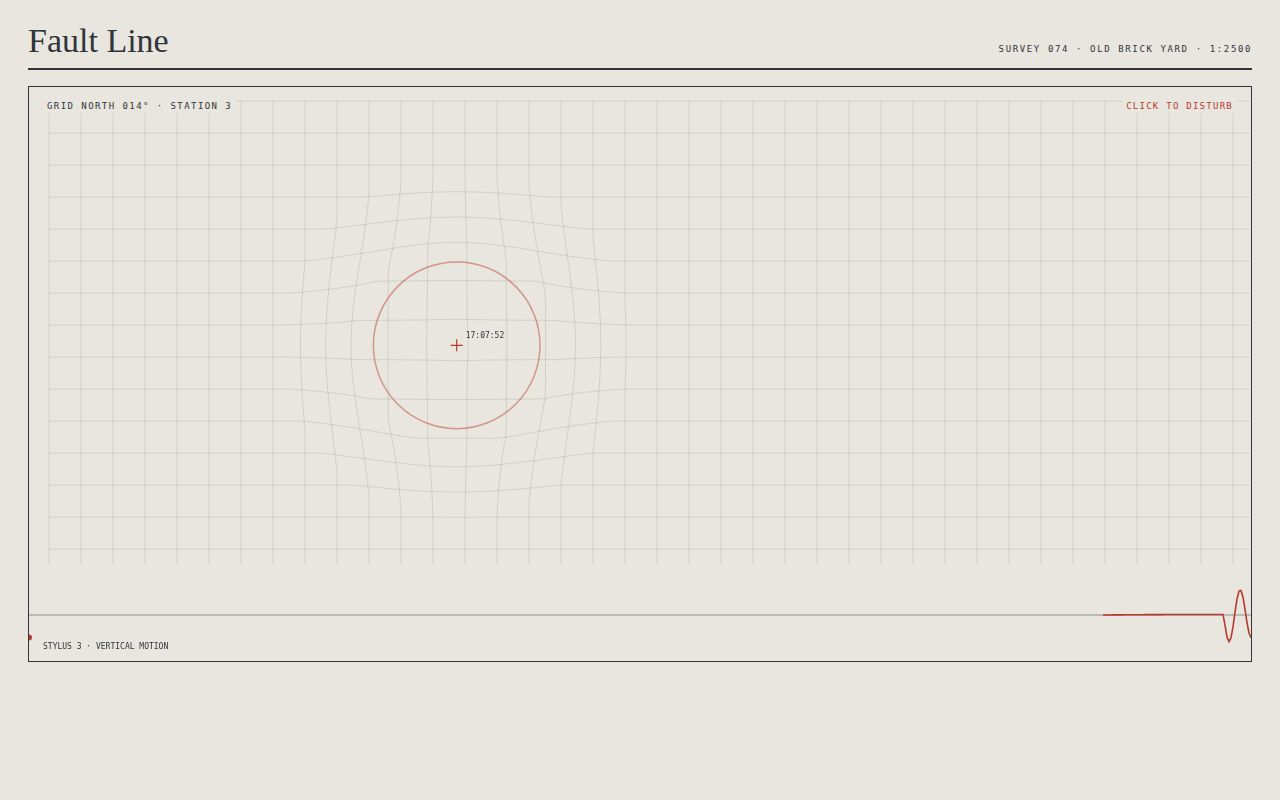 Fault Line
SURVEY 074 · OLD BRICK YARD · 1:2500
GRID NORTH 014° · STATION 3
CLICK TO DISTURB
17:07:52
STYLUS 3 · VERTICAL MOTION